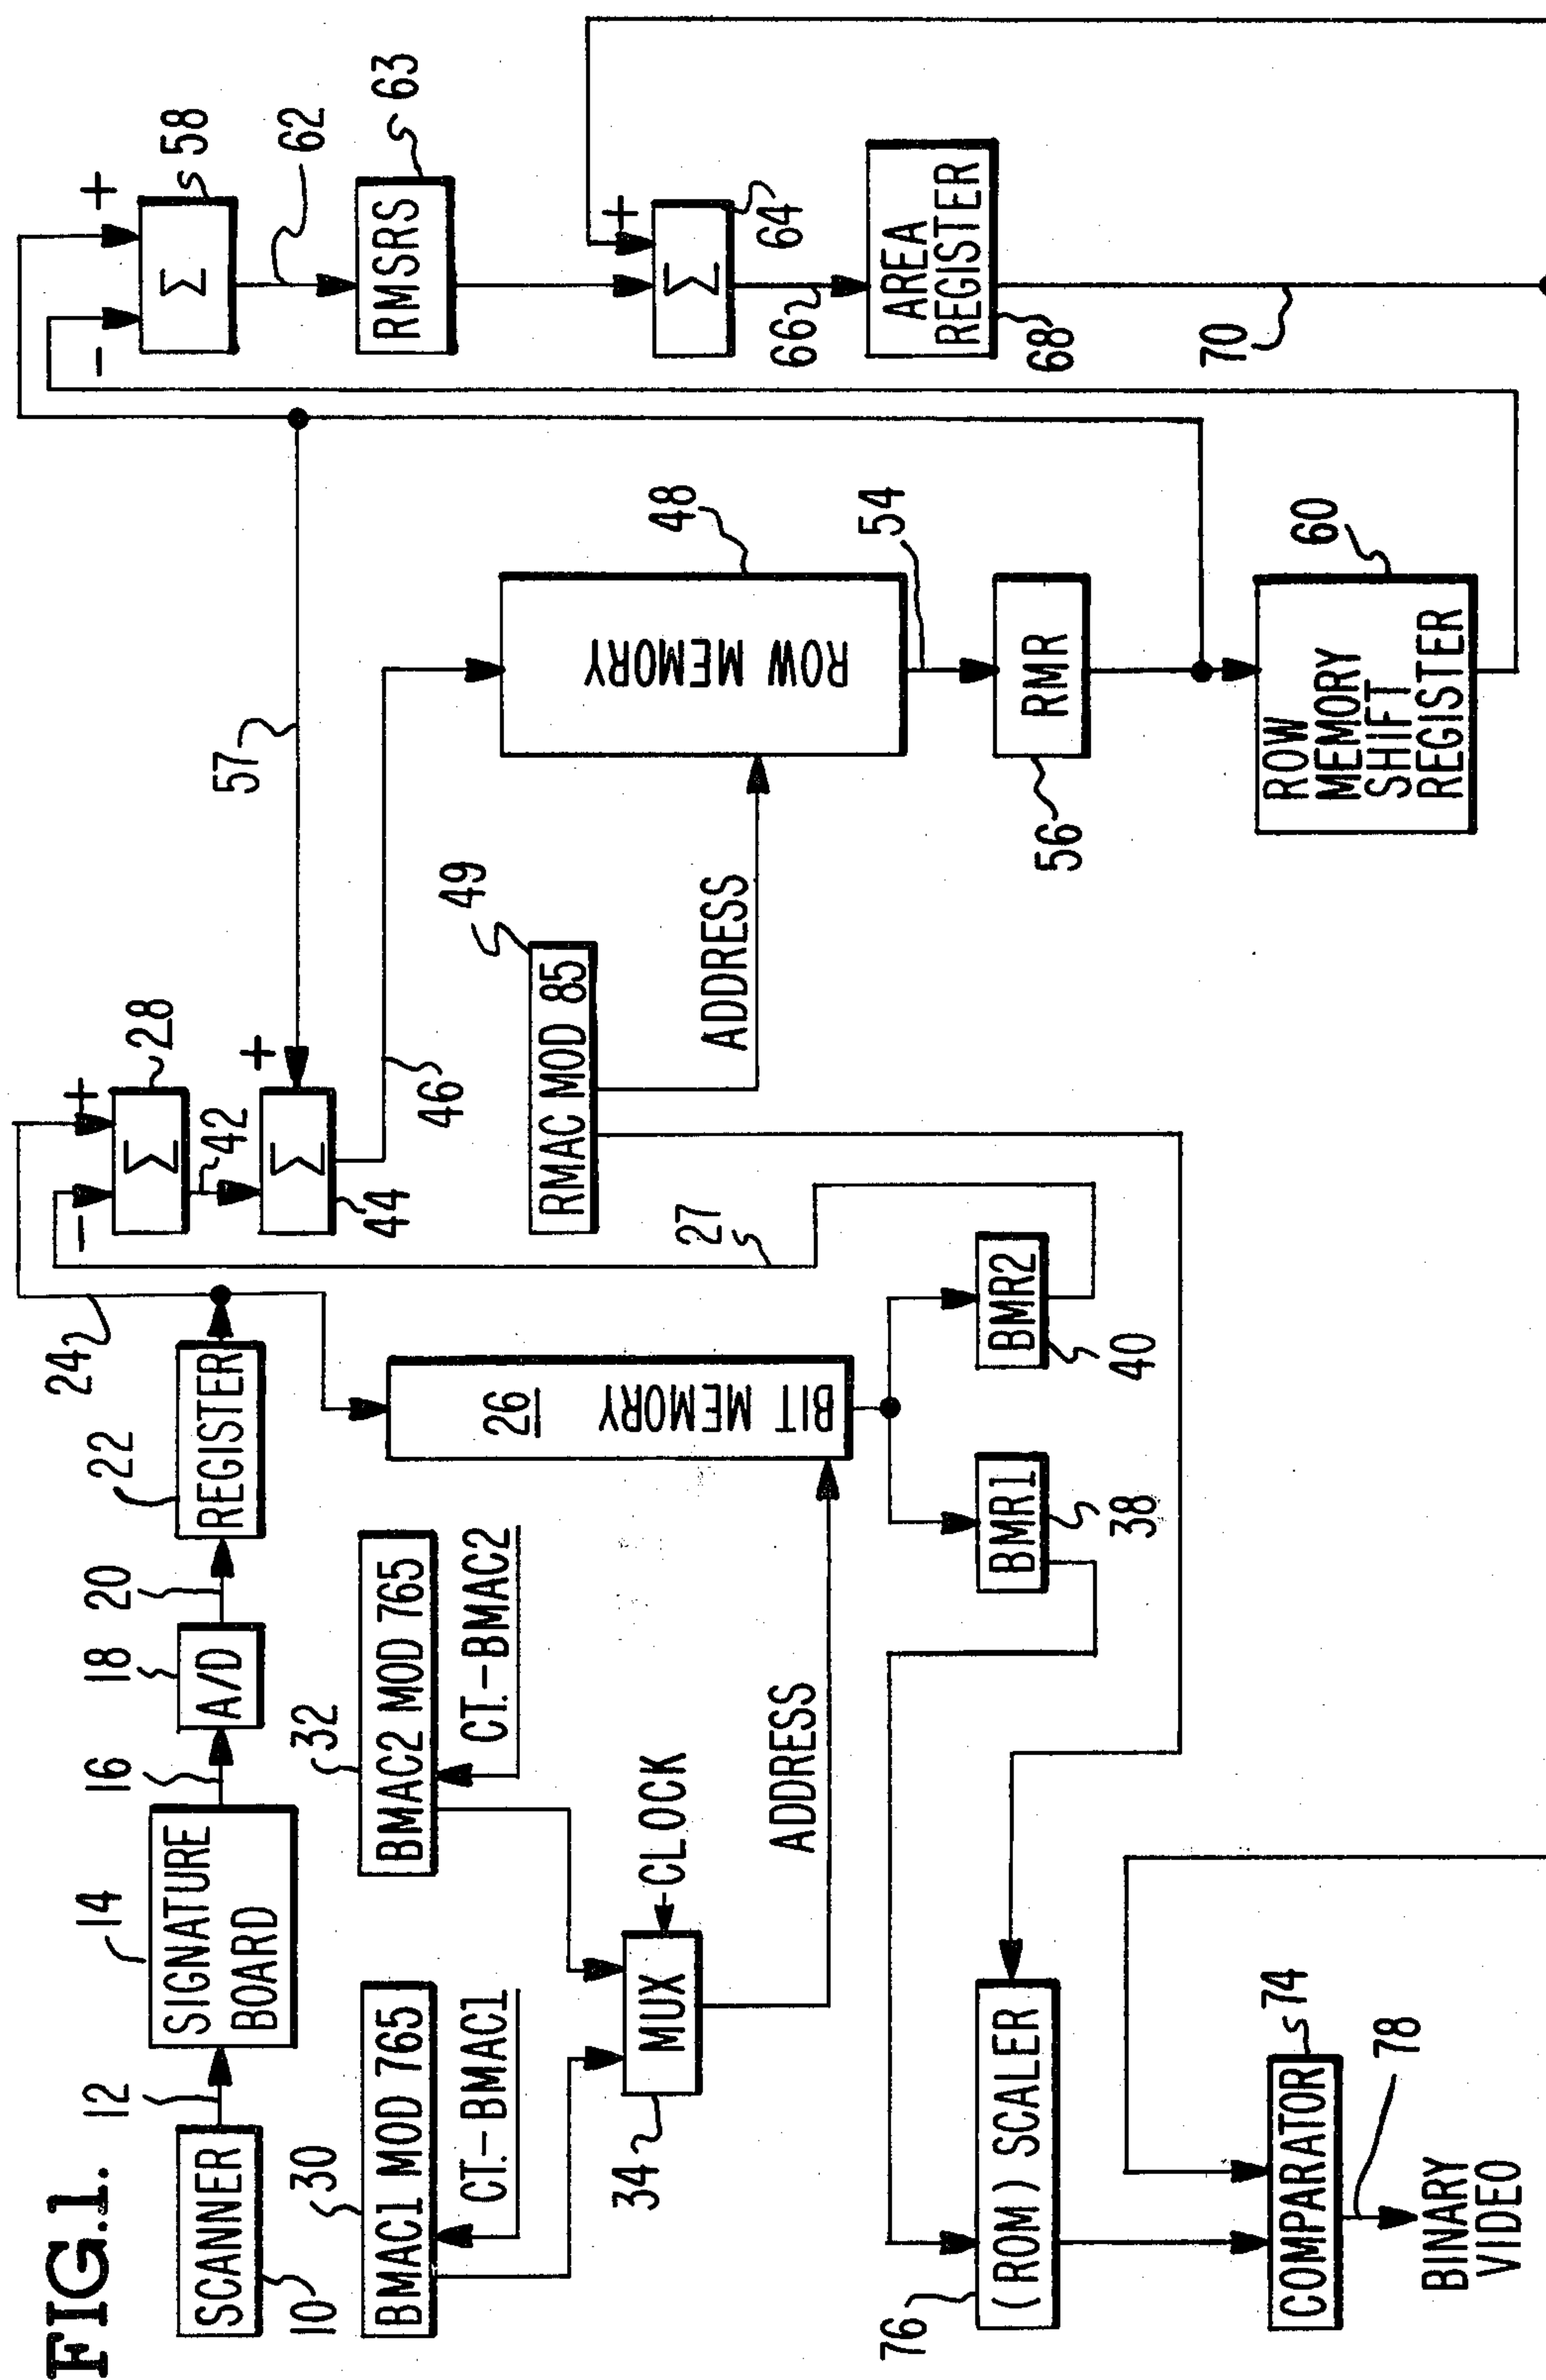 FIG.1.
SCANNER
10
12
SIGNATURE
BOARD
14
16
A/D
18
20
REGISTER
22
24
BMAC1 MOD 765
30
CT.-BMAC1
BMAC2 MOD 765
32
CT.-BMAC2
MUX
34
CLOCK
ADDRESS
26
BIT MEMORY
BMR1
38
BMR2
40
27
-
+
Σ
28
42
Σ
44
+
46
57
RMAC MOD 85
49
ADDRESS
ROW MEMORY
48
54
RMR
56
ROW
MEMORY
SHIFT
REGISTER
60
-
+
Σ
58
62
RMSRS
63
+
Σ
64
66
AREA
REGISTER
68
70
(ROM) SCALER
76
COMPARATOR
74
78
BINARY
VIDEO